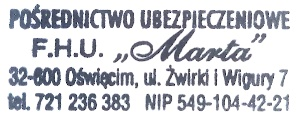 POŚREDNICTWO UBEZPIECZENIOWE
F.H.U. „Marta”
32-600 Oświęcim, ul. Żwirki i Wigury 7
tel. 721 236 383 NIP 549-104-42-21